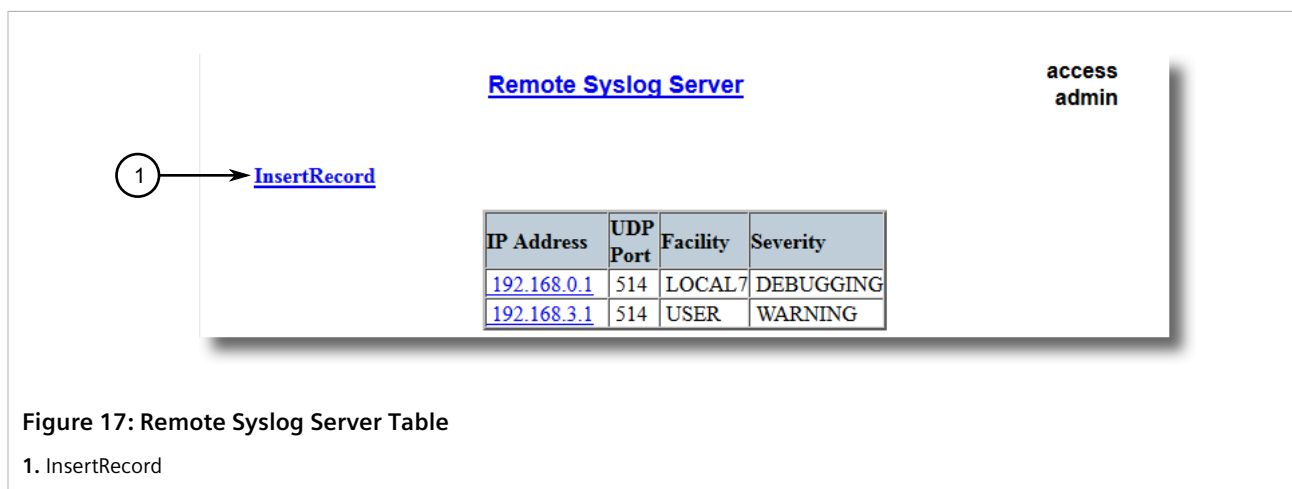 Remote Syslog Server
access
admin
1
InsertRecord
IP Address UDP Port Facility Severity
192.168.0.1 514 LOCAL7 DEBUGGING
192.168.3.1 514 USER WARNING
Figure 17: Remote Syslog Server Table
1. InsertRecord